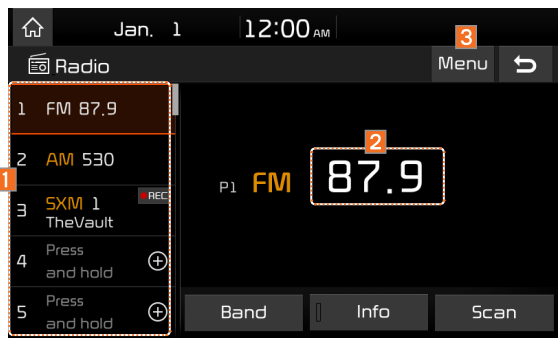 Jan. 1 12:00 AM
3
Radio Menu
1 FM 87.9
2 AM 530
1
3 SXM 1 REC
TheVault
4 Press
and hold
5 Press
and hold
2
P1 FM 87.9
Band Info Scan